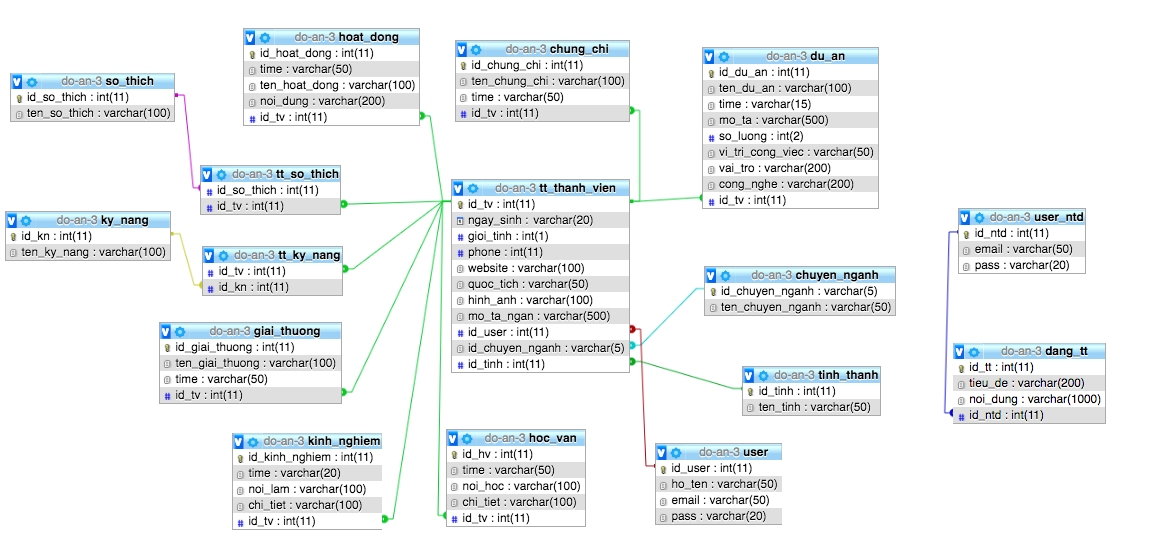 do-an-3 hoat_dong
id_hoat_dong : int(11)
time : varchar(50)
ten_hoat_dong : varchar(100)
noi_dung : varchar(200)
id_tv : int(11)
do-an-3 chung_chi
id_chung_chi : int(11)
ten_chung_chi : varchar(100)
time : varchar(50)
id_tv : int(11)
do-an-3 du_an
id_du_an : int(11)
ten_du_an : varchar(100)
time : varchar(15)
mo_ta : varchar(500)
so_luong : int(2)
vi_tri_cong_viec : varchar(50)
vai_tro : varchar(200)
cong_nghe : varchar(200)
id_tv : int(11)
do-an-3 so_thich
id_so_thich : int(11)
ten_so_thich : varchar(100)
do-an-3 tt_so_thich
id_so_thich : int(11)
id_tv : int(11)
do-an-3 tt_thanh_vien
id_tv : int(11)
ngay_sinh : varchar(20)
gioi_tinh : int(1)
phone : int(11)
website : varchar(100)
quoc_tich : varchar(50)
hinh_anh : varchar(100)
mo_ta_ngan : varchar(500)
id_user : int(11)
id_chuyen_nganh : varchar(5)
id_tinh : int(11)
do-an-3 ky_nang
id_kn : int(11)
ten_ky_nang : varchar(100)
do-an-3 tt_ky_nang
id_tv : int(11)
id_kn : int(11)
do-an-3 user_ntd
id_ntd : int(11)
email : varchar(50)
pass : varchar(20)
do-an-3 chuyen_nganh
id_chuyen_nganh : varchar(5)
ten_chuyen_nganh : varchar(50)
do-an-3 giai_thuong
id_giai_thuong : int(11)
ten_giai_thuong : varchar(100)
time : varchar(50)
id_tv : int(11)
do-an-3 dang_tt
id_tt : int(11)
tieu_de : varchar(200)
noi_dung : varchar(1000)
id_ntd : int(11)
do-an-3 tinh_thanh
id_tinh : int(11)
ten_tinh : varchar(50)
do-an-3 kinh_nghiem
id_kinh_nghiem : int(11)
time : varchar(20)
noi_lam : varchar(100)
chi_tiet : varchar(100)
id_tv : int(11)
do-an-3 hoc_van
id_hv : int(11)
time : varchar(50)
noi_hoc : varchar(100)
chi_tiet : varchar(100)
id_tv : int(11)
do-an-3 user
id_user : int(11)
ho_ten : varchar(50)
email : varchar(50)
pass : varchar(20)